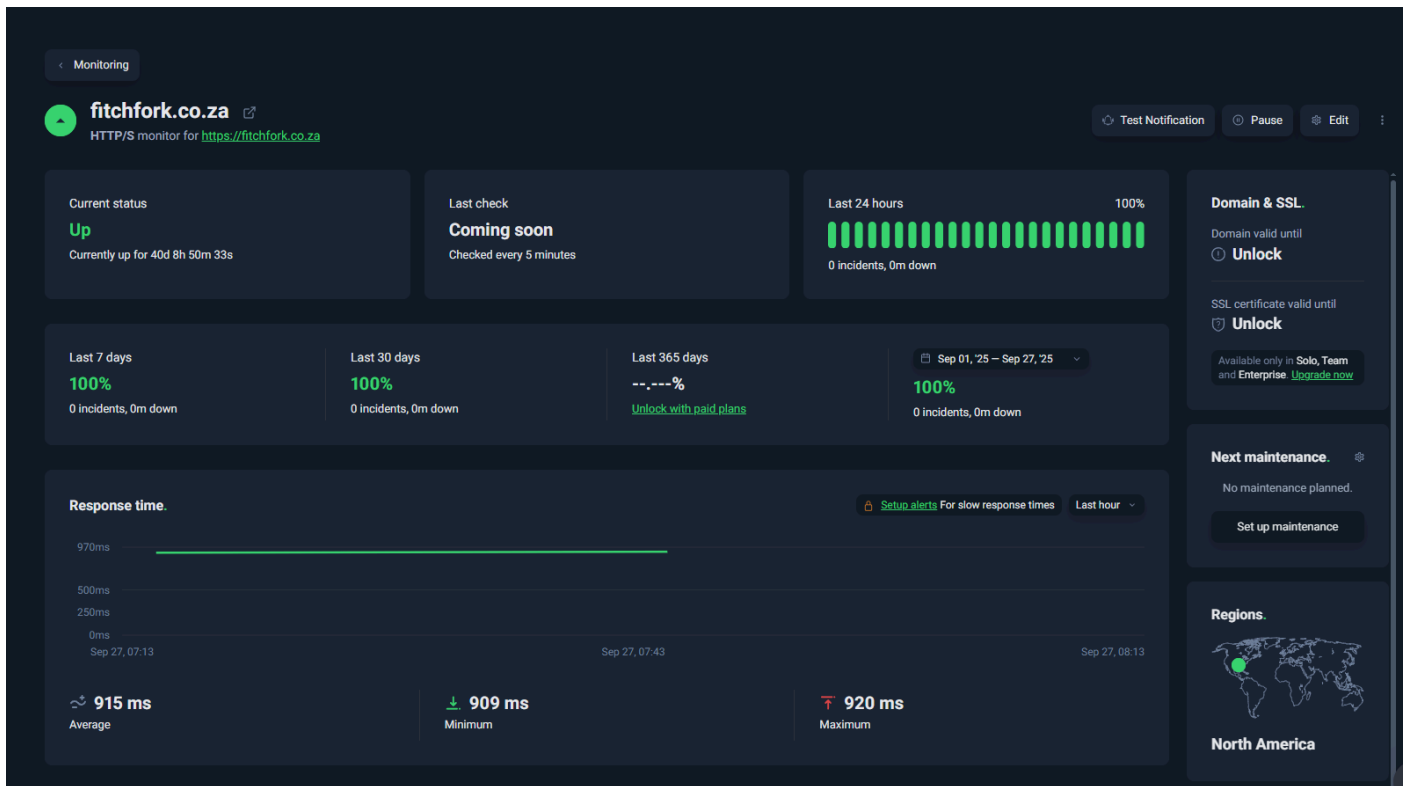 Monitoring
fitchfork.co.za
HTTP/S monitor for https://fitchfork.co.za
Test Notification
Pause
Edit
Current status
Up
Currently up for 40d 8h 50m 33s
Last check
Coming soon
Checked every 5 minutes
Last 24 hours 100%
0 incidents, 0m down
Domain & SSL.
Domain valid until
Unlock
SSL certificate valid until
Unlock
Available only in Solo, Team
and Enterprise. Upgrade now
Last 7 days
100%
0 incidents, 0m down
Last 30 days
100%
0 incidents, 0m down
Last 365 days
--.---%
Unlock with paid plans
Sep 01, '25 — Sep 27, '25
100%
0 incidents, 0m down
Next maintenance.
No maintenance planned.
Set up maintenance
Response time.
Setup alerts For slow response times
Last hour
970ms
500ms
250ms
0ms
Sep 27, 07:13
Sep 27, 07:43
Sep 27, 08:13
915 ms
Average
909 ms
Minimum
920 ms
Maximum
Regions.
North America